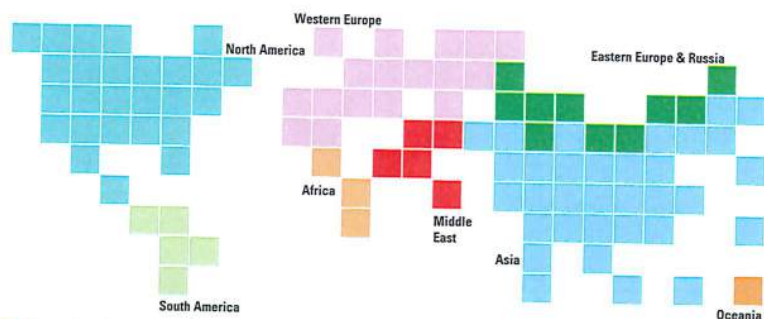 Western Europe
North America
Eastern Europe & Russia
Africa
Middle
East
Asia
South America
Oceania